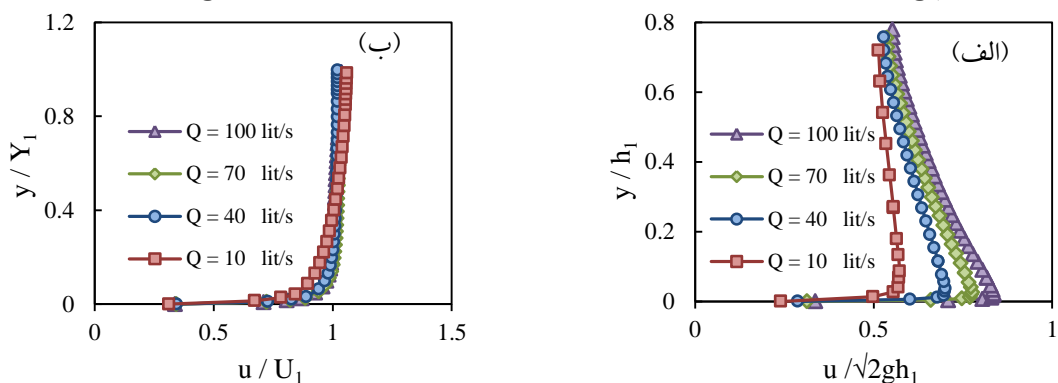 (ب)
1.2
0.8
0.4
0
y / Y₁
Q = 100 lit/s
Q = 70 lit/s
Q = 40 lit/s
Q = 10 lit/s
0
0.5
1
1.5
u / U₁
(الف)
0.8
0.6
0.4
0.2
0
y / h₁
Q = 100 lit/s
Q = 70 lit/s
Q = 40 lit/s
Q = 10 lit/s
0
0.5
1
u /√2gh₁